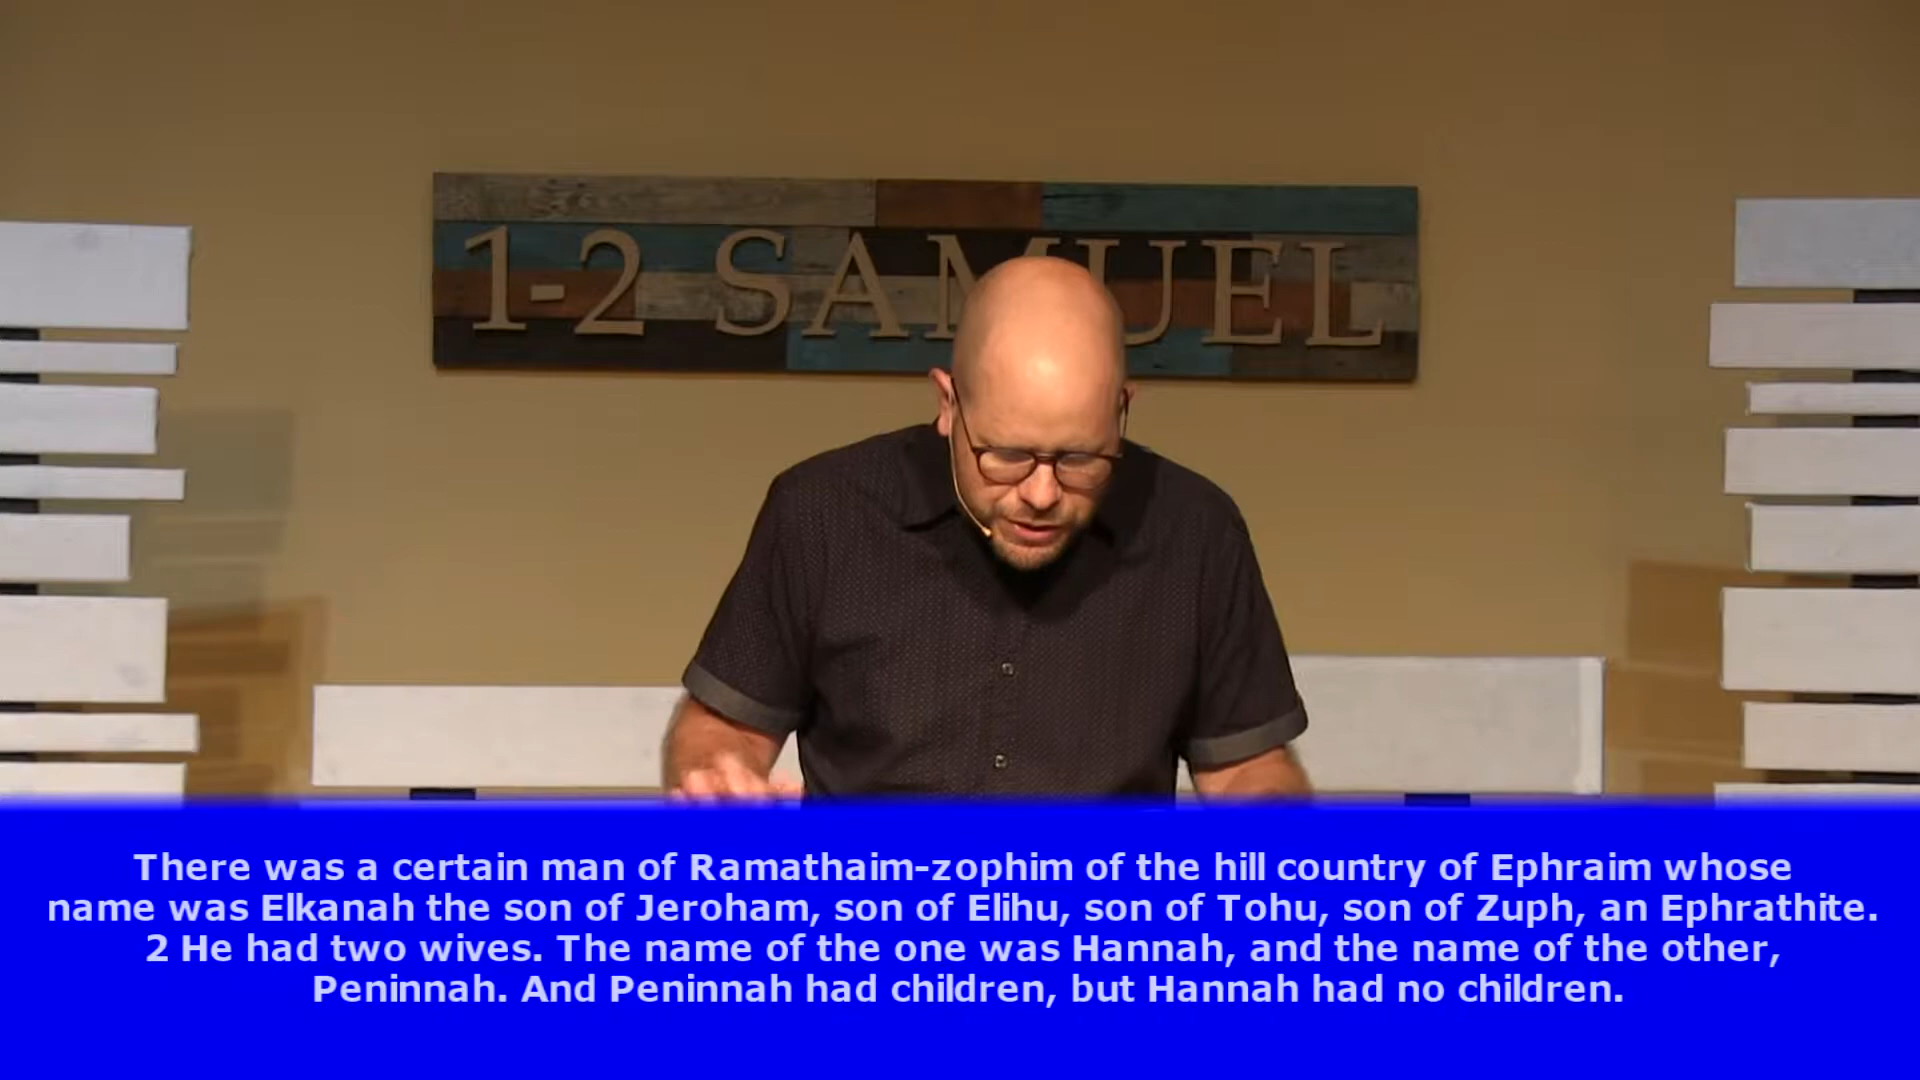 1-2 SAMUEL
There was a certain man of Ramathaim-zophim of the hill country of Ephraim whose
name was Elkanah the son of Jeroham, son of Elihu, son of Tohu, son of Zuph, an Ephrathite.
2 He had two wives. The name of the one was Hannah, and the name of the other,
Peninnah. And Peninnah had children, but Hannah had no children.